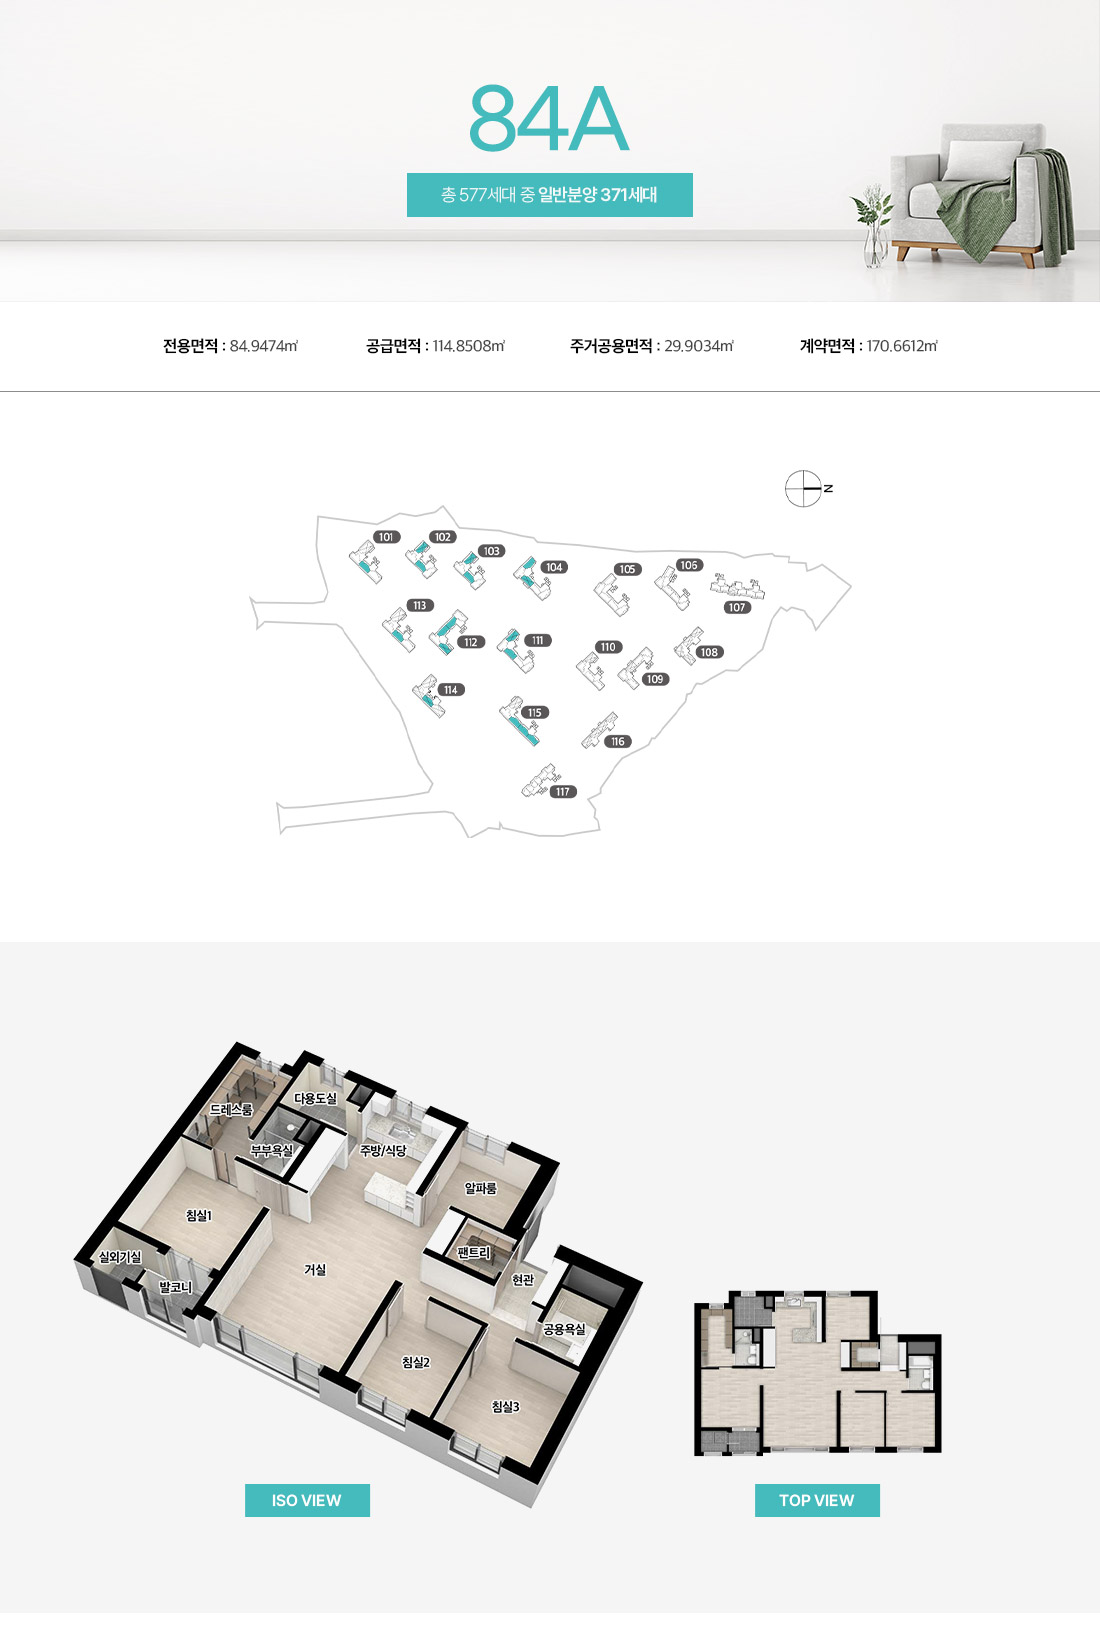 84A
총 577세대 중 일반분양 371세대
전용면적 : 84.9474㎡ 공급면적 : 114.8508㎡ 주거공용면적 : 29.9034㎡ 계약면적 : 170.6612㎡
N
101 102 103 104 105 106 107
113 112 111 110 109 108
114 115 116
117
드레스룸 다용도실
부부욕실 주방/식당
침실1 알파룸
실외기실 발코니 거실 팬트리 현관
공용욕실
침실2
침실3
ISO VIEW
TOP VIEW